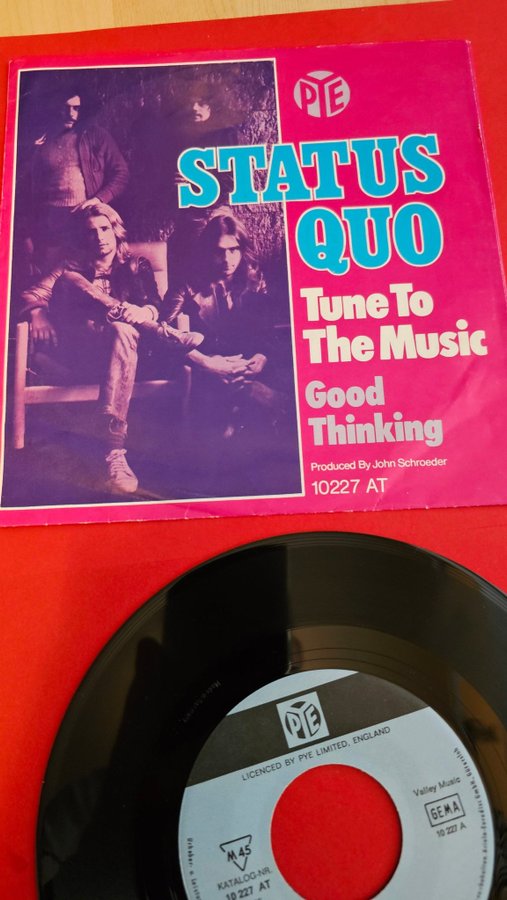 PYE
STATUS
QUO
Tune To
The Music
Good
Thinking
Produced By John Schroeder
10227 AT
PYE
LICENCED BY PYE LIMITED, ENGLAND
Valley Music
GEMA
10 227 A
M 45
KATALOG-NR.
10 227 AT